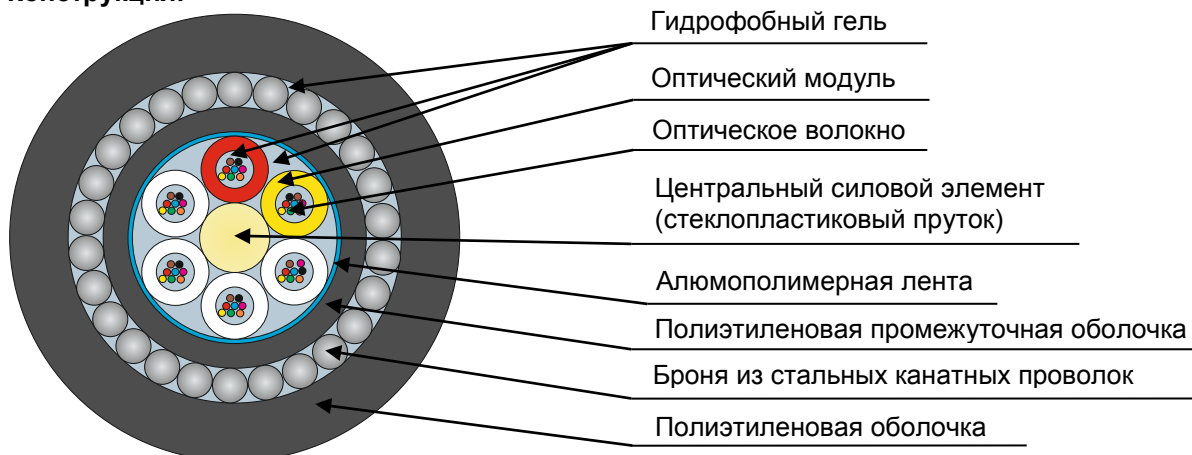 Конструкция:
Гидрофобный гель
Оптический модуль
Оптическое волокно
Центральный силовой элемент
(стеклопластиковый пруток)
Алюмополимерная лента
Полиэтиленовая промежуточная оболочка
Броня из стальных канатных проволок
Полиэтиленовая оболочка